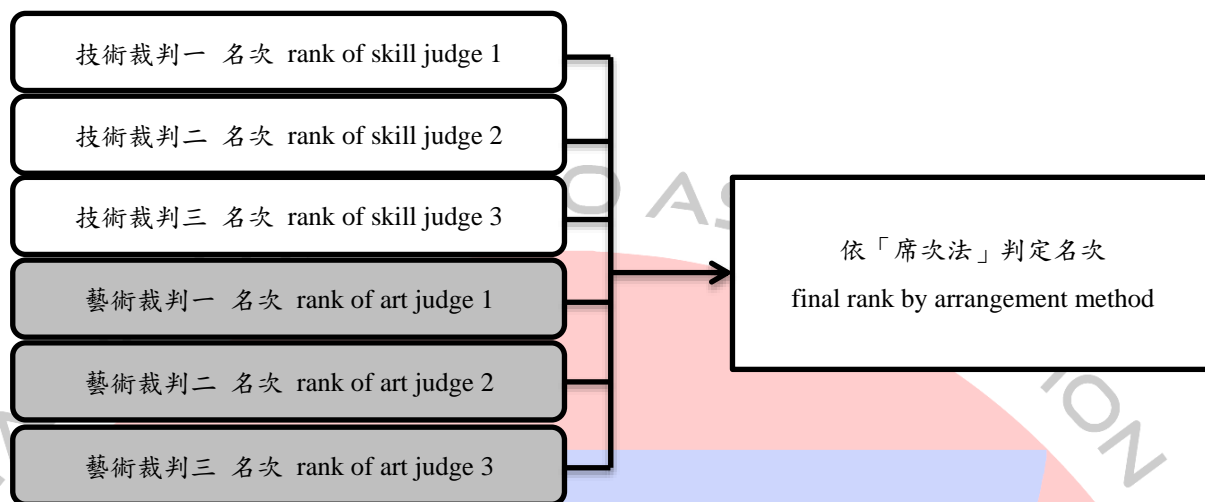 技術裁判一 名次 rank of skill judge 1
技術裁判二 名次 rank of skill judge 2
技術裁判三 名次 rank of skill judge 3
藝術裁判一 名次 rank of art judge 1
藝術裁判二 名次 rank of art judge 2
藝術裁判三 名次 rank of art judge 3
依「席次法」判定名次
final rank by arrangement method